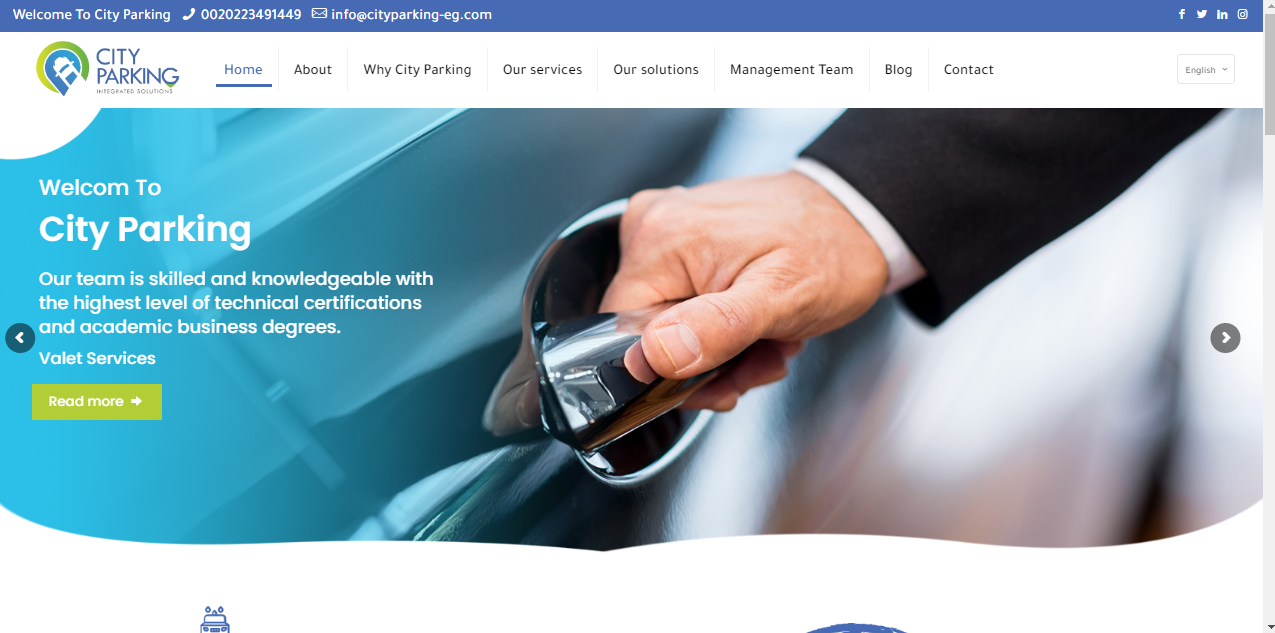 Welcome To City Parking 0020223491449 info@cityparking-eg.com
CITY
PARKING
INTEGRATED SOLUTIONS
Home About Why City Parking Our services Our solutions Management Team Blog Contact English
Welcom To
City Parking
Our team is skilled and knowledgeable with
the highest level of technical certifications
and academic business degrees.
Valet Services
Read more